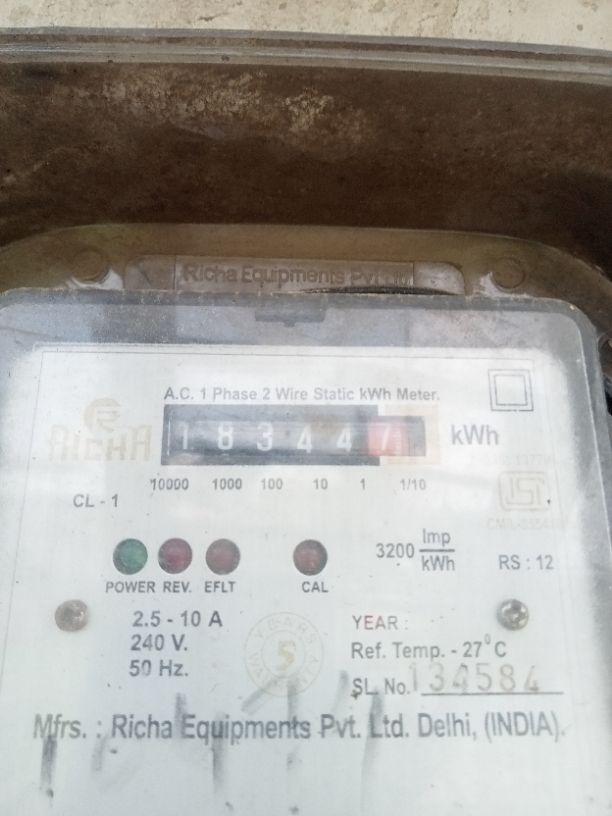 Richa Equipments Pvt. Ltd.
A.C. 1 Phase 2 Wire Static kWh Meter.
RICHA
1 8 3 4 4 7 kWh
10000 1000 100 10 1 1/10
CL - 1
ISI
3200 Imp/kWh
RS : 12
POWER REV. EFLT CAL
2.5 - 10 A
240 V.
50 Hz.
5 YEARS
YEAR :
Ref. Temp. - 27°C
SL. No. 134584
Mfrs. : Richa Equipments Pvt. Ltd. Delhi, (INDIA).